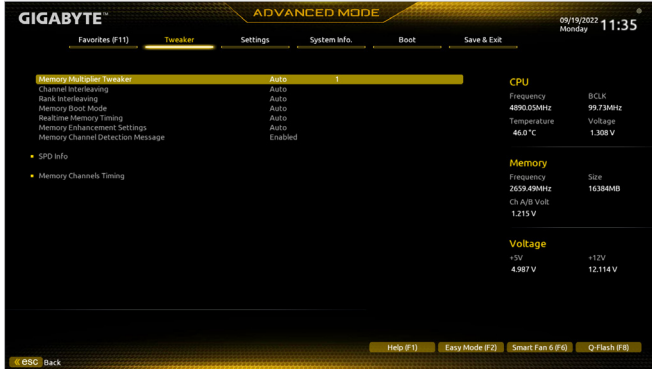 GIGABYTE™
ADVANCED MODE
09/19/2022 Monday 11:35
Favorites (F11) Tweaker Settings System Info. Boot Save & Exit
Memory Multiplier Tweaker Auto 1
Channel Interleaving Auto
Rank Interleaving Auto
Memory Boot Mode Auto
Realtime Memory Timing Auto
Memory Enhancement Settings Auto
Memory Channel Detection Message Enabled
SPD Info
Memory Channels Timing
CPU
Frequency BCLK
4890.05MHz 99.73MHz
Temperature Voltage
46.0 °C 1.308 V
Memory
Frequency Size
2659.49MHz 16384MB
Ch A/B Volt
1.215 V
Voltage
+5V +12V
4.987 V 12.114 V
Help (F1) Easy Mode (F2) Smart Fan 6 (F6) Q-Flash (F8)
esc Back